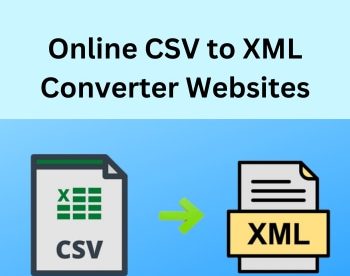 Online CSV to XML
Converter Websites
X
CSV
XML